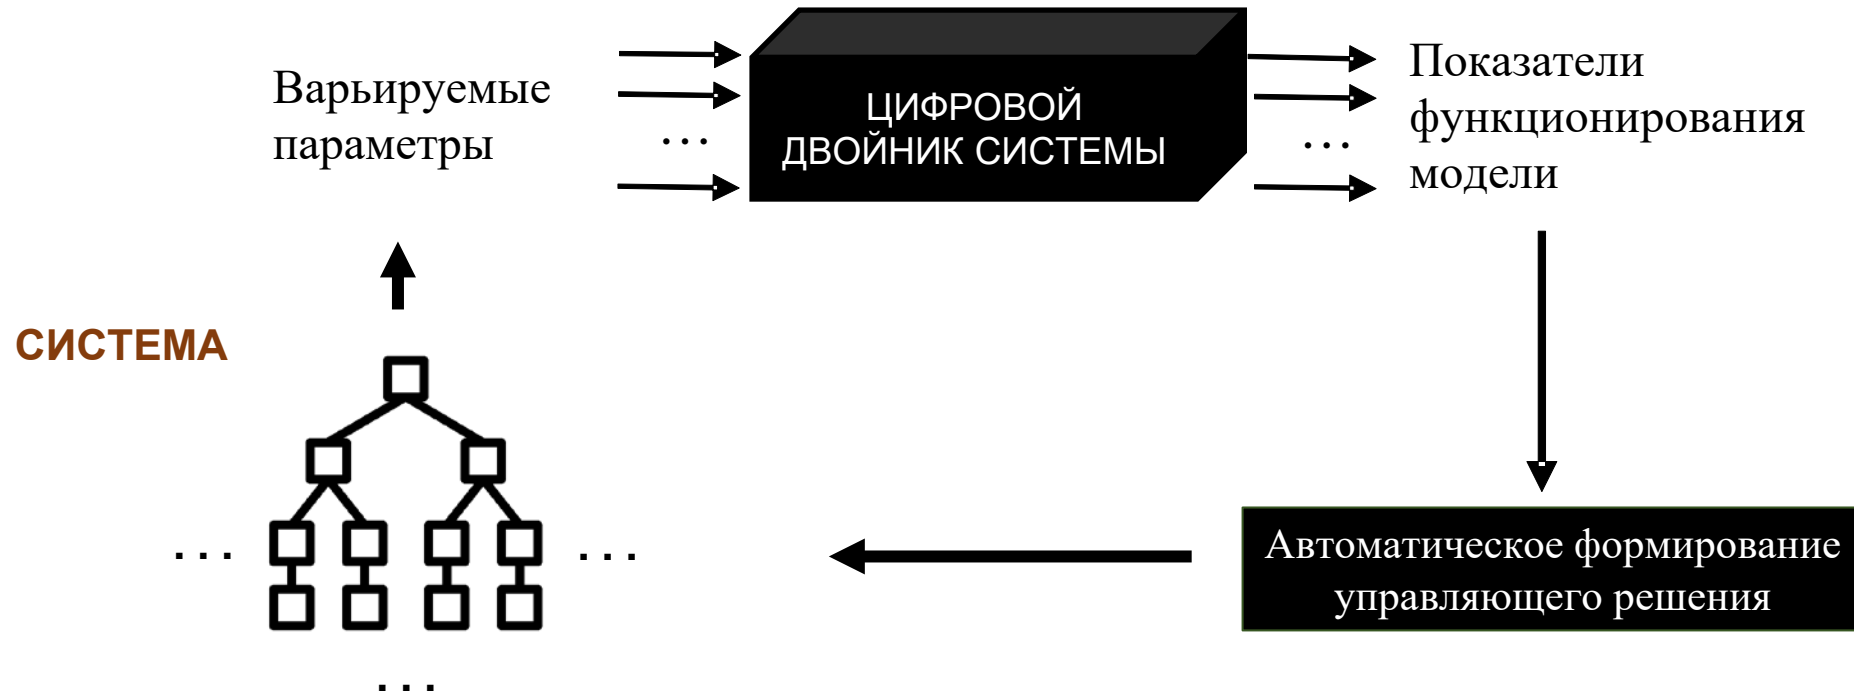 Варьируемые
параметры
...
ЦИФРОВОЙ
ДВОЙНИК СИСТЕМЫ
...
Показатели
функционирования
модели
СИСТЕМА
...
...
Автоматическое формирование
управляющего решения
...